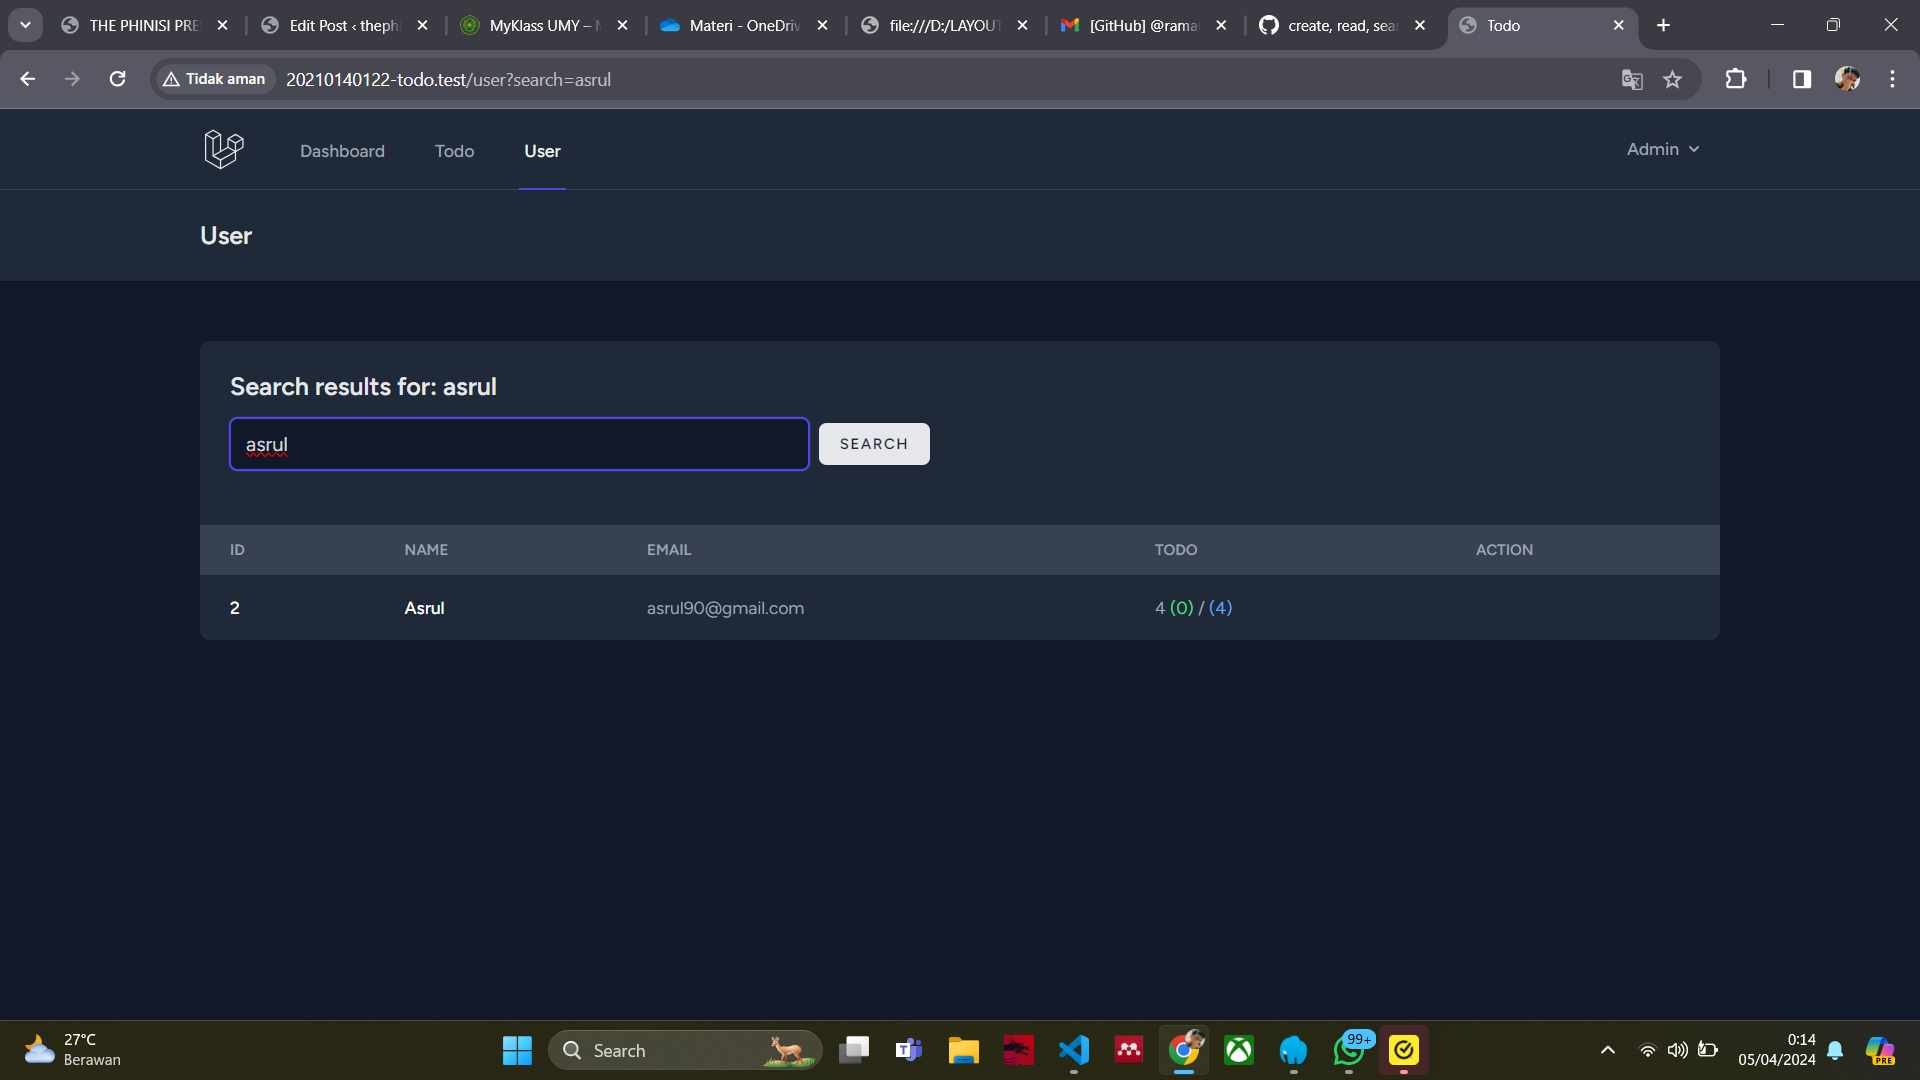 THE PHINISI PRE
Edit Post ‹ theph
MyKlass UMY –
Materi - OneDriv
file:///D:/LAYOUT
[GitHub] @rama
create, read, sea
Todo
Tidak aman
20210140122-todo.test/user?search=asrul
Dashboard
Todo
User
Admin
User
Search results for: asrul
asrul
SEARCH
ID NAME EMAIL TODO ACTION
2 Asrul asrul90@gmail.com 4 (0) / (4)
27°C
Berawan
Search
99+
0:14
05/04/2024
PRE